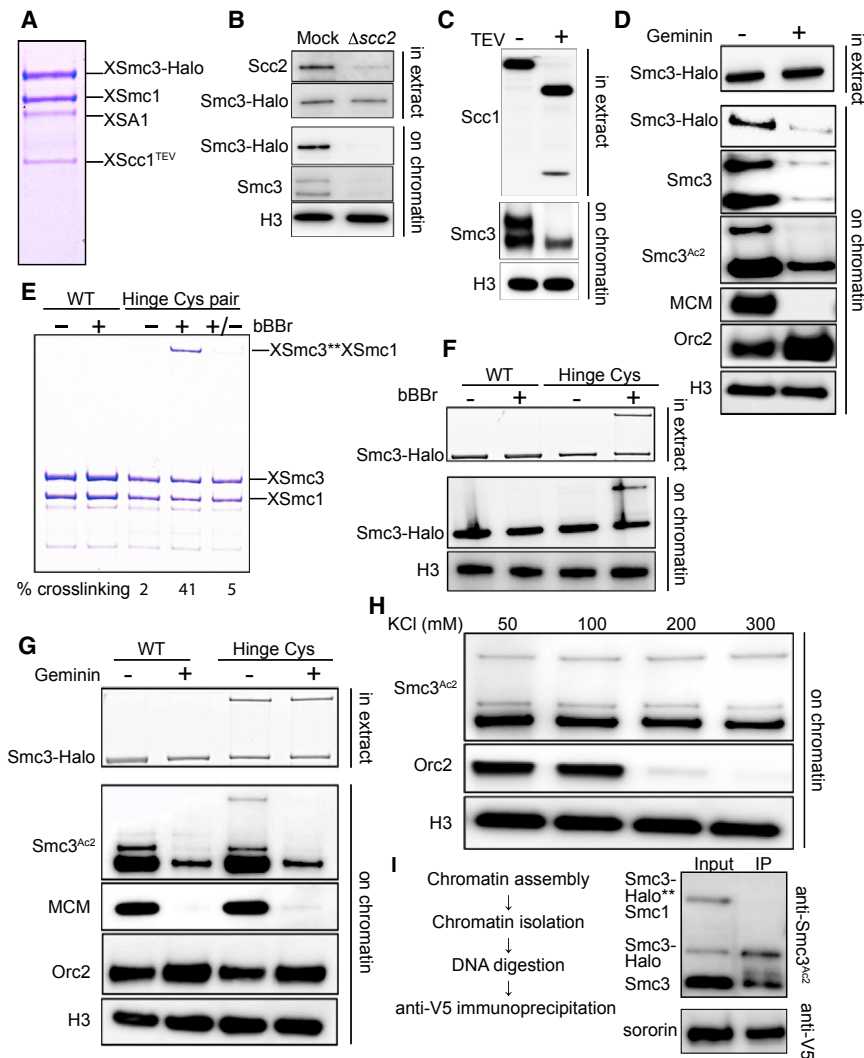 A
XSmc3-Halo
XSmc1
XSA1
XScc1TEV
B
Mock Δscc2
Scc2
Smc3-Halo
in extract
Smc3-Halo
Smc3
H3
on chromatin
C
TEV - +
Scc1
in extract
Smc3
H3
on chromatin
D
Geminin - +
Smc3-Halo
in extract
Smc3-Halo
Smc3
Smc3Ac2
MCM
Orc2
H3
on chromatin
E
WT Hinge Cys pair
− + − + +/− bBBr
XSmc3**XSmc1
XSmc3
XSmc1
% crosslinking 2 41 5
F
WT Hinge Cys
bBBr - + - +
Smc3-Halo
in extract
Smc3-Halo
H3
on chromatin
G
WT Hinge Cys
Geminin - + - +
Smc3-Halo
in extract
Smc3Ac2
MCM
Orc2
H3
on chromatin
H
KCl (mM) 50 100 200 300
Smc3Ac2
Orc2
H3
on chromatin
I
Chromatin assembly
↓
Chromatin isolation
↓
DNA digestion
↓
anti-V5 immunoprecipitation
Input IP
Smc3-
Halo**
Smc1
Smc3-
Halo
Smc3
anti-Smc3Ac2
sororin
anti-V5